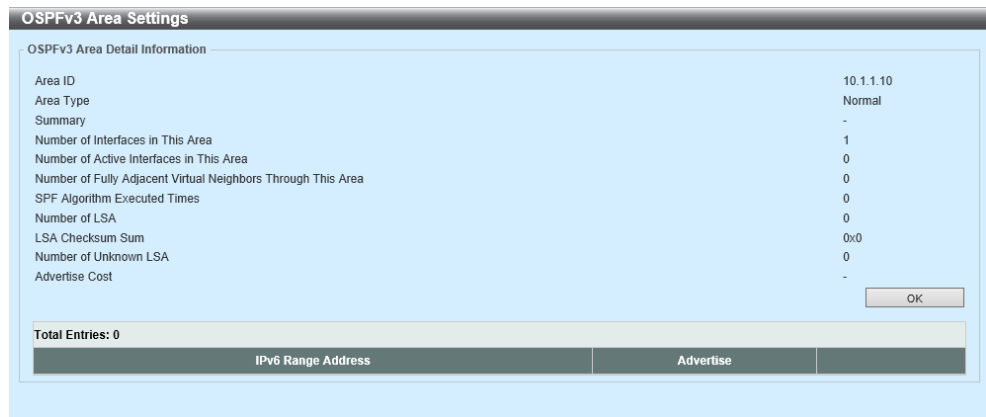 OSPFv3 Area Settings
OSPFv3 Area Detail Information
Area ID 10.1.1.10
Area Type Normal
Summary -
Number of Interfaces in This Area 1
Number of Active Interfaces in This Area 0
Number of Fully Adjacent Virtual Neighbors Through This Area 0
SPF Algorithm Executed Times 0
Number of LSA 0
LSA Checksum Sum 0x0
Number of Unknown LSA 0
Advertise Cost -
OK
Total Entries: 0
IPv6 Range Address Advertise